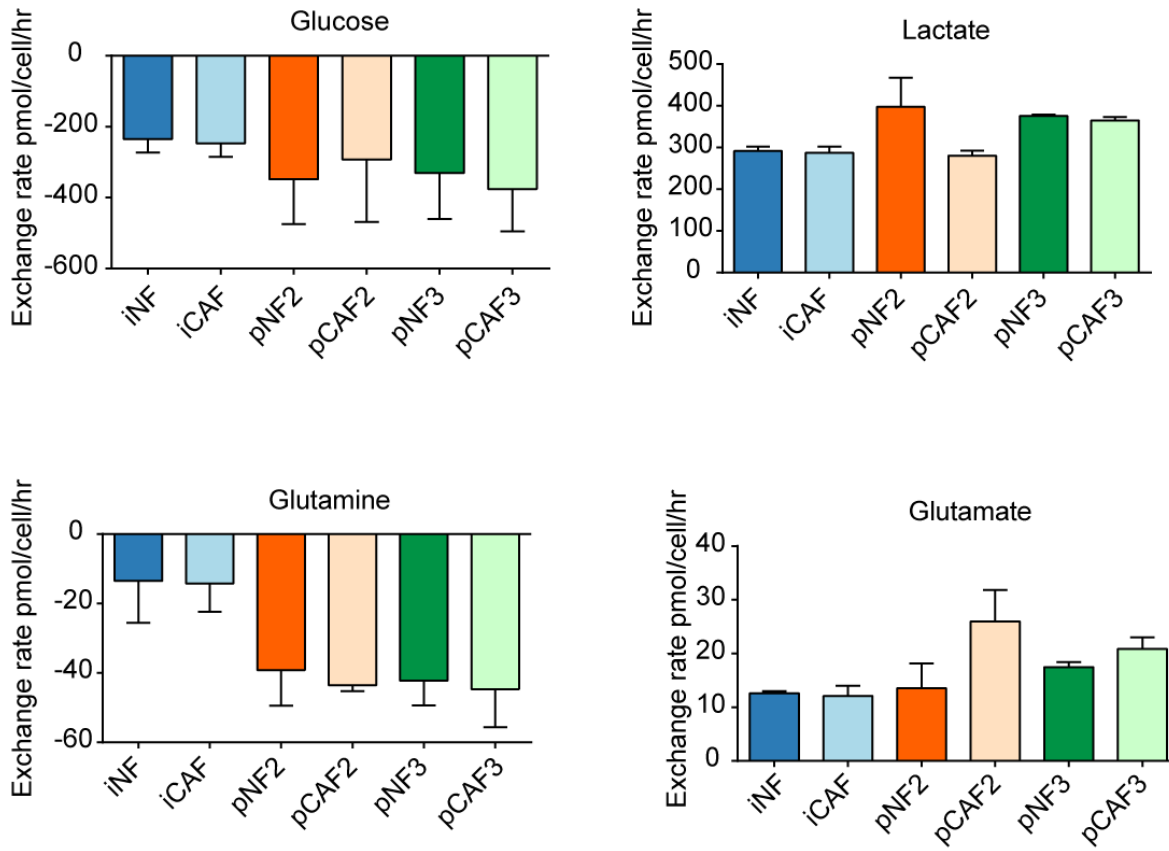 Glucose
Exchange rate pmol/cell/hr
0
-200
-400
-600
iNF
iCAF
pNF2
pCAF2
pNF3
pCAF3
Lactate
Exchange rate pmol/cell/hr
500
400
300
200
100
0
iNF
iCAF
pNF2
pCAF2
pNF3
pCAF3
Glutamine
Exchange rate pmol/cell/hr
0
-20
-40
-60
iNF
iCAF
pNF2
pCAF2
pNF3
pCAF3
Glutamate
Exchange rate pmol/cell/hr
40
30
20
10
0
iNF
iCAF
pNF2
pCAF2
pNF3
pCAF3